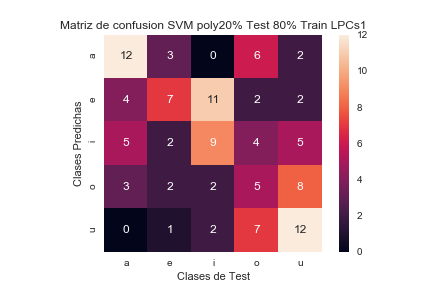 Matriz de confusion SVM poly20% Test 80% Train LPCs1
Clases Predichas
a 12 3 0 6 2
e 4 7 11 2 2
i 5 2 9 4 5
o 3 2 2 5 8
u 0 1 2 7 12
a e i o u
Clases de Test
12
10
8
6
4
2
0